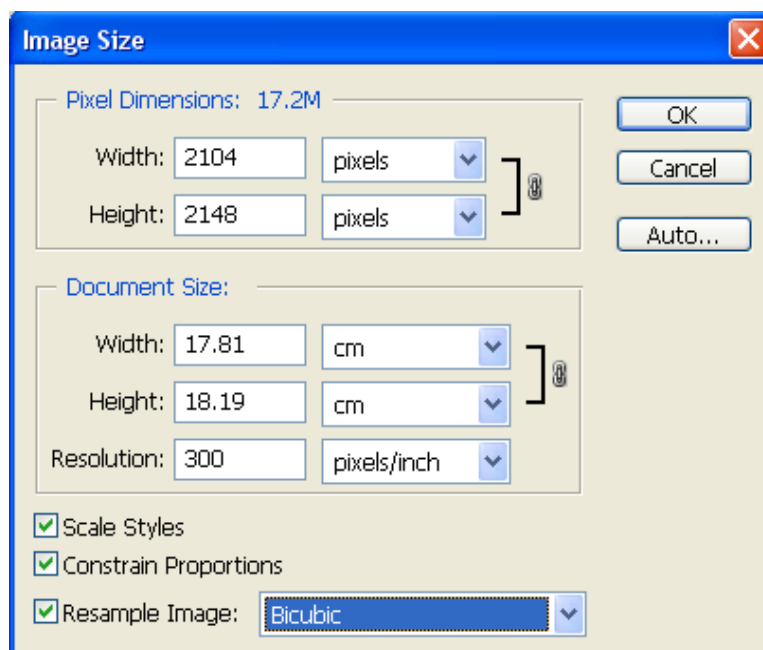 Image Size
Pixel Dimensions: 17.2M
OK
Width: 2104 pixels
Cancel
Height: 2148 pixels
Auto...
Document Size:
Width: 17.81 cm
Height: 18.19 cm
Resolution: 300 pixels/inch
Scale Styles
Constrain Proportions
Resample Image: Bicubic